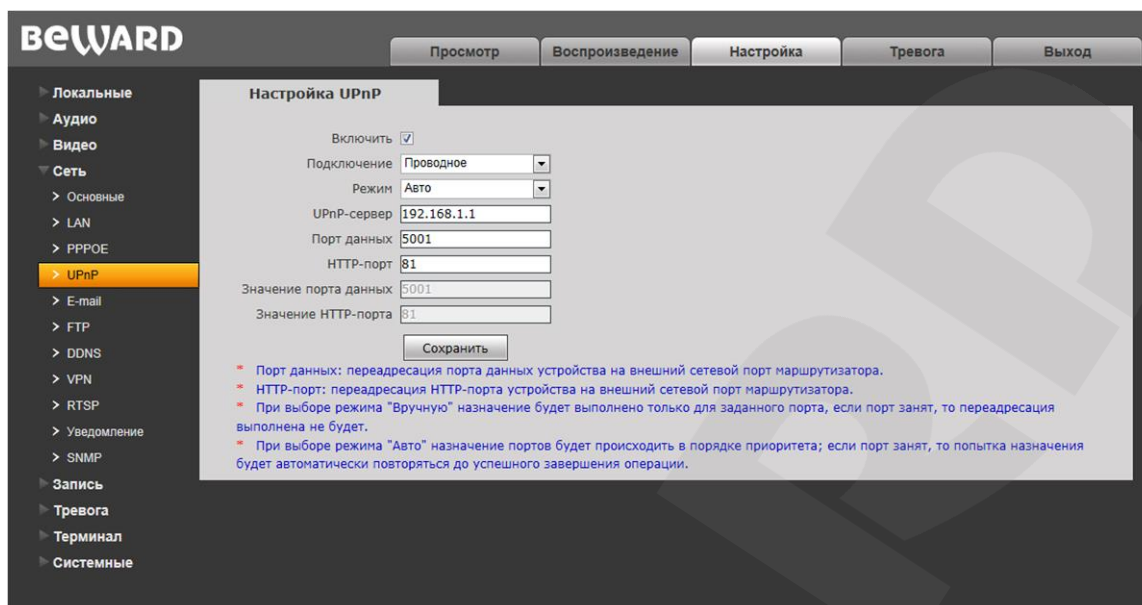 BEWARD
Просмотр
Воспроизведение
Настройка
Тревога
Выход
Локальные
Аудио
Видео
Сеть
> Основные
> LAN
> PPPOE
> UPnP
> E-mail
> FTP
> DDNS
> VPN
> RTSP
> Уведомление
> SNMP
Запись
Тревога
Терминал
Системные
Настройка UPnP
Включить
Подключение Проводное
Режим Авто
UPnP-сервер 192.168.1.1
Порт данных 5001
HTTP-порт 81
Значение порта данных 5001
Значение HTTP-порта 81
Сохранить
* Порт данных: переадресация порта данных устройства на внешний сетевой порт маршрутизатора.
* HTTP-порт: переадресация HTTP-порта устройства на внешний сетевой порт маршрутизатора.
* При выборе режима "Вручную" назначение будет выполнено только для заданного порта, если порт занят, то переадресация
выполнена не будет.
* При выборе режима "Авто" назначение портов будет происходить в порядке приоритета; если порт занят, то попытка назначения
будет автоматически повторяться до успешного завершения операции.